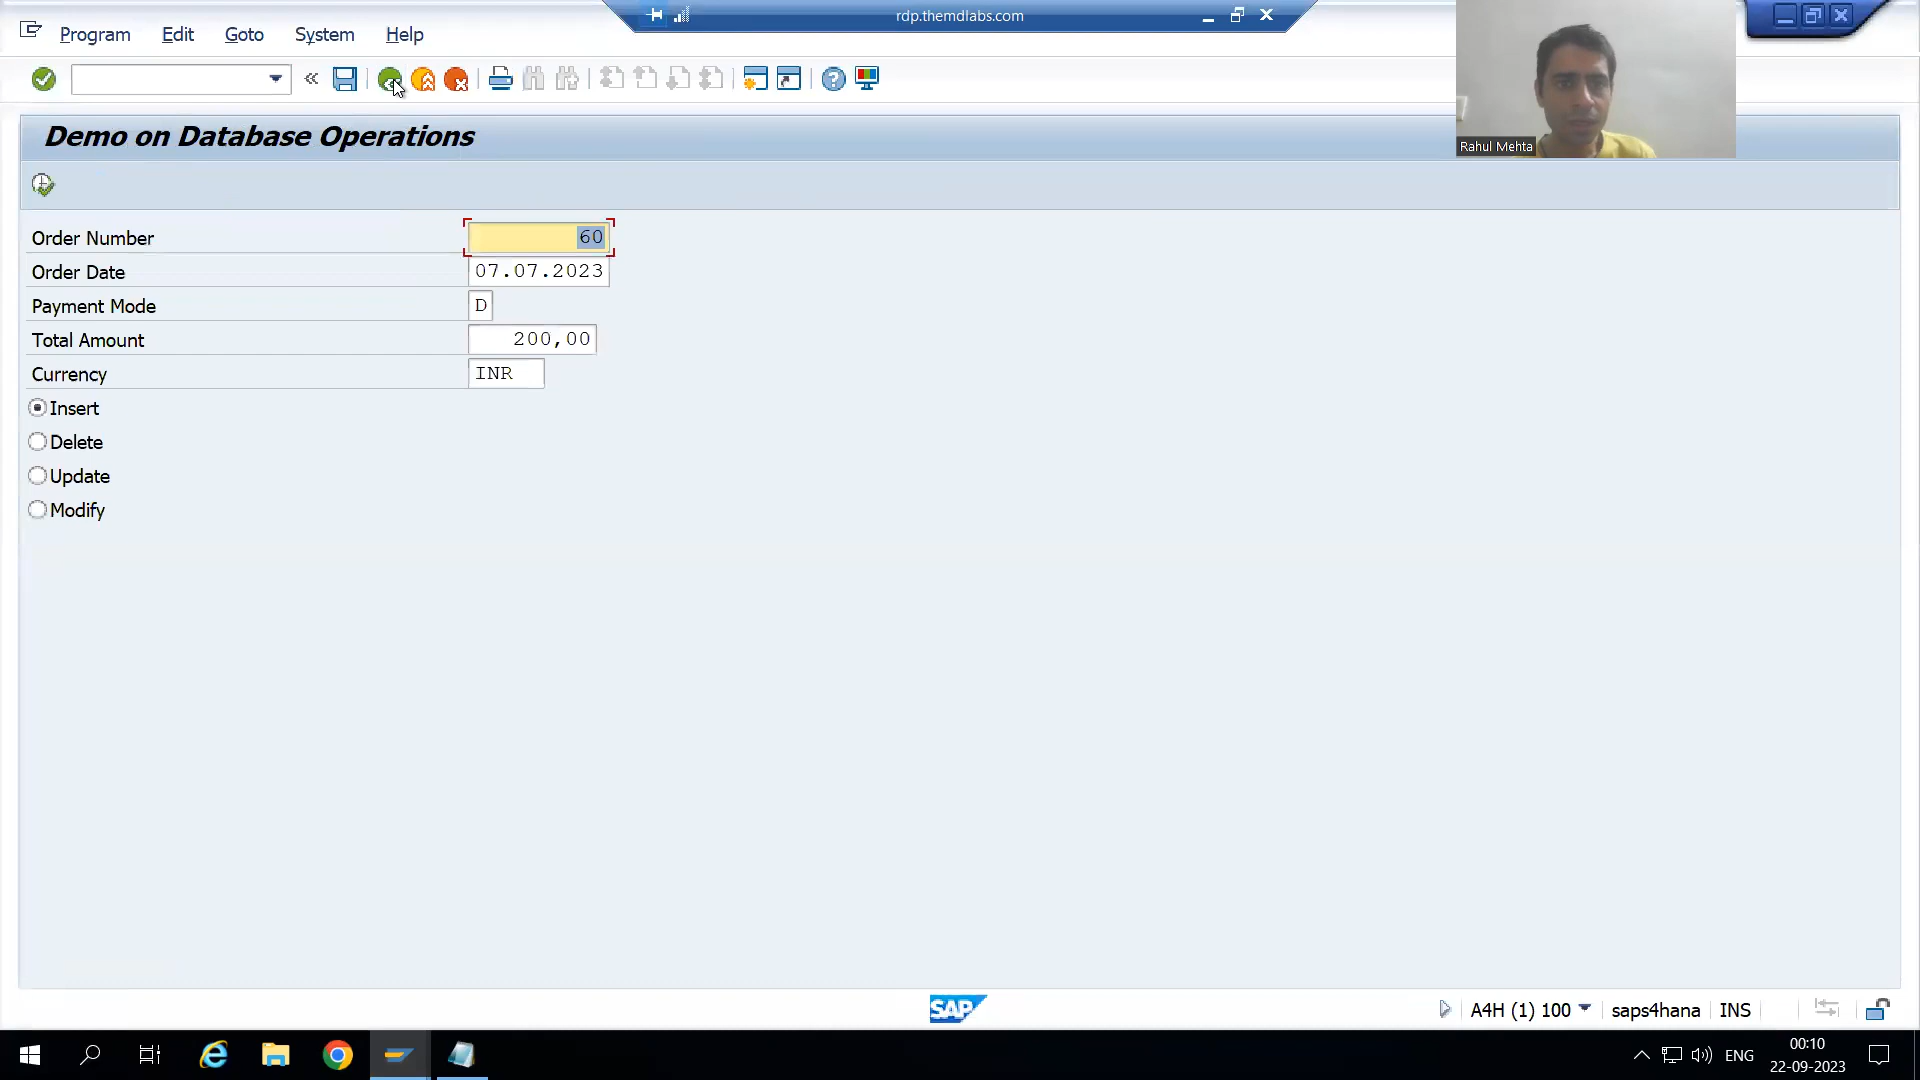 rdp.themdlabs.com
Program Edit Goto System Help
Rahul Mehta
Demo on Database Operations
Order Number 60
Order Date 07.07.2023
Payment Mode D
Total Amount 200,00
Currency INR
Insert
Delete
Update
Modify
SAP
A4H (1) 100 saps4hana INS
ENG
00:10
22-09-2023